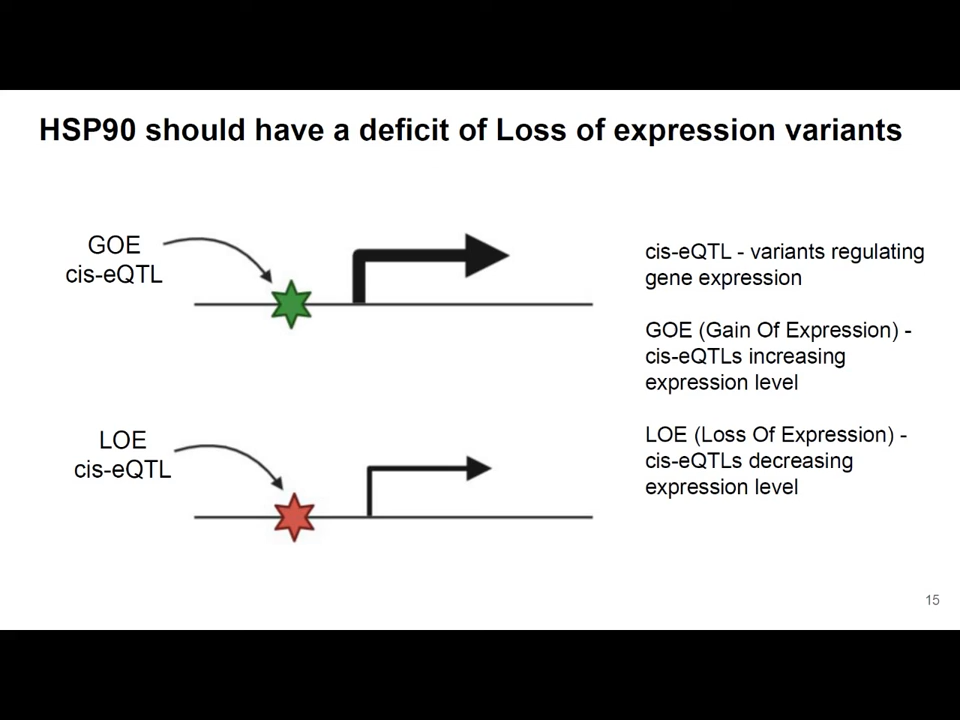 HSP90 should have a deficit of Loss of expression variants
GOE
cis-eQTL
cis-eQTL - variants regulating
gene expression
GOE (Gain Of Expression) -
cis-eQTLs increasing
expression level
LOE
cis-eQTL
LOE (Loss Of Expression) -
cis-eQTLs decreasing
expression level
15